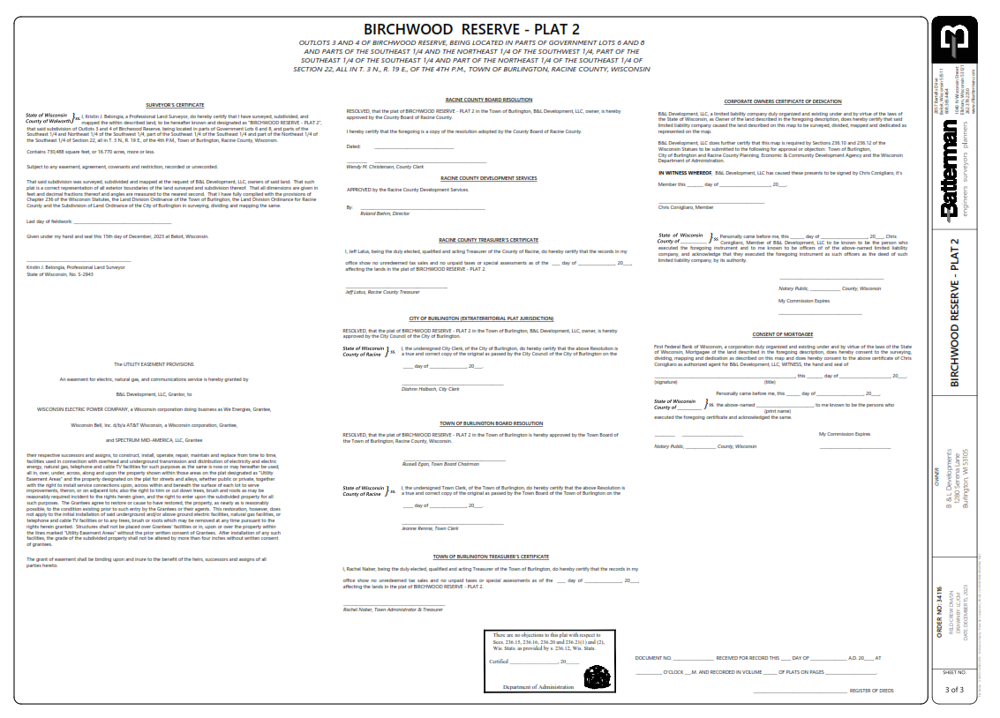 BIRCHWOOD RESERVE - PLAT 2
OUTLOTS 3 AND 4 OF BIRCHWOOD RESERVE, BEING LOCATED IN PARTS OF GOVERNMENT LOTS 6 AND 8
AND PARTS OF THE SOUTHEAST 1/4 AND THE NORTHEAST 1/4 OF THE SOUTHWEST 1/4, PART OF THE
SOUTHEAST 1/4 OF THE SOUTHEAST 1/4 AND PART OF THE NORTHEAST 1/4 OF THE SOUTHEAST 1/4 OF
SECTION 22, ALL IN T. 3 N., R. 19 E., OF THE 4TH P.M., TOWN OF BURLINGTON, RACINE COUNTY, WISCONSIN
SURVEYOR'S CERTIFICATE
State of Wisconsin
County of Walworth } ss. I, Kristin J. Belongia, a Professional Land Surveyor, do hereby certify that I have surveyed, subdivided, and
mapped the within described land, to be hereafter known and designated as "BIRCHWOOD RESERVE - PLAT 2",
that said subdivision of Outlots 3 and 4 of Birchwood Reserve, being located in parts of Government Lots 6 and 8, and parts of the
Southeast 1/4 and Northeast 1/4 of the Southwest 1/4, part of the Southeast 1/4 of the Southeast 1/4 and part of the Northeast 1/4 of
the Southeast 1/4 of Section 22, all in T. 3 N., R. 19 E., of the 4th P.M., Town of Burlington, Racine County, Wisconsin.
Contains 730,488 square feet, or 16.770 acres, more or less.
Subject to any easement, agreement, covenants and restriction, recorded or unrecorded.
That said subdivision was surveyed, subdivided and mapped at the request of B&L Development, LLC, owners of said land. That such
plat is a correct representation of all exterior boundaries of the land surveyed and subdivision thereof. That all dimensions are given in
feet and decimal fractions thereof and angles are measured to the nearest second. That I have fully complied with the provisions of
Chapter 236 of the Wisconsin Statutes, the Land Division Ordinance of the Town of Burlington, the Land Division Ordinance for Racine
County and the Subdivision of Land Ordinance of the City of Burlington in surveying, dividing and mapping the same.
Last day of fieldwork: ____________________
Given under my hand and seal this 15th day of December, 2023 at Beloit, Wisconsin.
Kristin J. Belongia, Professional Land Surveyor
State of Wisconsin, No. S-2943
The UTILITY EASEMENT PROVISIONS
An easement for electric, natural gas, and communications service is hereby granted by
B&L Development, LLC, Grantor, to
WISCONSIN ELECTRIC POWER COMPANY, a Wisconsin corporation doing business as We Energies, Grantee,
Wisconsin Bell, Inc. d/b/a AT&T Wisconsin, a Wisconsin corporation, Grantee,
and SPECTRUM MID-AMERICA, LLC, Grantee
their respective successors and assigns, to construct, install, operate, repair, maintain and replace from time to time,
facilities used in connection with overhead and underground transmission and distribution of electricity and electric
energy, natural gas, telephone and cable TV facilities for such purposes as the same is now or may hereafter be used,
all in, over, under, across, along and upon the property shown within those areas on the plat designated as "Utility
Easement Areas" and the property designated on the plat for streets and alleys, whether public or private, together
with the right to install service connections upon, across within and beneath the surface of each lot to serve
improvements, theron, or on adjacent lots; also the right to trim or cut down trees, brush and roots as may be
reasonably required incident to the rights herein given, and the right to enter upon the subdivided property for all
such purposes. The Grantees agree to restore or cause to have restored, the property, as nearly as is reasonably
possible, to the condition existing prior to such entry by the Grantees or their agents. This restoration, however, does
not apply to the initial installation of said underground and/or above ground electric facilities, natural gas facilities, or
telephone and cable TV facilities or to any trees, brush or roots which may be removed at any time pursuant to the
rights herein granted. Structures shall not be placed over Grantees' facilities or in, upon or over the property within
the lines marked "Utility Easement Areas" without the prior written consent of Grantees. After installation of any such
facilities, the grade of the subdivided property shall not be altered by more than four inches without written consent
of grantees.
The grant of easement shall be binding upon and inure to the benefit of the heirs, successors and assigns of all
parties hereto.
RACINE COUNTY BOARD RESOLUTION
RESOLVED, that the plat of BIRCHWOOD RESERVE - PLAT 2 in the Town of Burlington, B&L Development, LLC, owner, is hereby
approved by the County Board of Racine County.
I hereby certify that the foregoing is a copy of the resolution adopted by the County Board of Racine County.
Dated: ____________________
Wendy M. Christensen, County Clerk
RACINE COUNTY DEVELOPMENT SERVICES
APPROVED by the Racine County Development Services.
By: ____________________
Roland Biehm, Director
RACINE COUNTY TREASURER'S CERTIFICATE
I, Jeff Latus, being the duly elected, qualified and acting Treasurer of the County of Racine, do hereby certify that the records in my
office show no unredeemed tax sales and no unpaid taxes or special assessments as of the ___ day of ______________, 20___,
affecting the lands in the plat of BIRCHWOOD RESERVE - PLAT 2.
Jeff Latus, Racine County Treasurer
CITY OF BURLINGTON (EXTRATERRITORIAL PLAT JURISDICTION)
RESOLVED, that the plat of BIRCHWOOD RESERVE - PLAT 2 in the Town of Burlington, B&L Development, LLC, owner, is hereby
approved by the City Council of the City of Burlington.
State of Wisconsin
County of Racine } ss. I, the undersigned City Clerk, of the City of Burlington, do hereby certify that the above Resolution is
a true and correct copy of the original as passed by the City Council of the City of Burlington on the
____ day of ______________, 20___.
Diahnn Halbach, City Clerk
TOWN OF BURLINGTON BOARD RESOLUTION
RESOLVED, that the plat of BIRCHWOOD RESERVE - PLAT 2 in the Town of Burlington is hereby approved by the Town Board of
the Town of Burlington, Racine County, Wisconsin.
Russell Egan, Town Board Chairman
State of Wisconsin
County of Racine } ss. I, the undersigned Town Clerk, of the Town of Burlington, do hereby certify that the above Resolution is
a true and correct copy of the original as passed by the Town Board of the Town of Burlington on the
____ day of ______________, 20___.
Jeanne Rennie, Town Clerk
TOWN OF BURLINGTON TREASURER'S CERTIFICATE
I, Rachel Naber, being the duly elected, qualified and acting Treasurer of the Town of Burlington, do hereby certify that the records in my
office show no unredeemed tax sales and no unpaid taxes or special assessments as of the ___ day of ______________, 20___,
affecting the lands in the plat of BIRCHWOOD RESERVE - PLAT 2.
Rachel Naber, Town Administrator & Treasurer
There are no objections to this plat with respect to
Secs. 236.15, 236.16, 236.20 and 236.21(1) and (2),
Wis. Stats. as provided by s. 236.12, Wis. Stats.
Certified __________________, 20_____
Department of Administration
CORPORATE OWNERS CERTIFICATE OF DEDICATION
B&L Development, LLC, a limited liability company duly organized and existing under and by virtue of the laws of
the State of Wisconsin, as Owner of the land described in the foregoing description, does hereby certify that said
limited liability company caused the land described on this map to be surveyed, divided, mapped and dedicated as
represented on the map.
B&L Development, LLC does further certify that this map is required by Sections 236.10 and 236.12 of the
Wisconsin Statues to be submitted to the following for approval or objection: Town of Burlington,
City of Burlington and Racine County Planning, Economic & Community Development Agency and the Wisconsin
Department of Administration.
IN WITNESS WHEREOF, B&L Development, LLC has caused these presents to be signed by Chris Conigliaro, it's
Member this ______ day of __________________, 20___.
Chris Conigliaro, Member
State of Wisconsin
County of ________ } ss. Personally came before me, this _____ day of ________________, 20___ Chris
Conigliaro, Member of B&L Development, LLC to be known to be the person who
executed the foregoing instrument and to me known to be officers of of the above-named limited liability
company, and acknowledge that they executed the foregoing instrument as such officers as the deed of such
limited liability company, by its authority.
Notary Public, ___________ County, Wisconsin
My Commission Expires
CONSENT OF MORTGAGEE
First Federal Bank of Wisconsin, a corporation duly organized and existing under and by virtue of the laws of the State
of Wisconsin, Mortgagee of the land described in the foregoing description, does hereby consent to the surveying,
dividing, mapping and dedication as described on this map and does hereby consent to the above certificate of Chris
Conigliaro as authorized agent for B&L Development, LLC, WITNESS, the hand and seal of
____________________, this ______ day of ________________, 20___.
(signature) (title)
Personally came before me, this _____ day of ________________, 20___,
State of Wisconsin
County of ________ } ss. the above-named ____________________, to me known to be the persons who
(print name)
executed the foregoing certificate and acknowledged the same.
My Commission Expires
Notary Public, ___________ County, Wisconsin
DOCUMENT NO. ______________ RECEIVED FOR RECORD THIS ____ DAY OF ____________, A.D. 20____ AT
_________ O'CLOCK ___.M. AND RECORDED IN VOLUME _____ OF PLATS ON PAGES __________________.
____________________ REGISTER OF DEEDS
Batterman
engineers surveyors planners
2857 Bartells Drive
Beloit, Wisconsin 53511
608.365.4464
Elkhorn, Wisconsin 53121
www.rhbatterman.com
BIRCHWOOD RESERVE - PLAT 2
OWNER
B & L Developments
1280 Serena Lane
Burlington, WI 53105
ORDER NO: 34116
FIELD CREW: DM/SN
DRAWN BY: LC/KM
DATE: DECEMBER 15, 2023
SHEET NO.
3 of 3